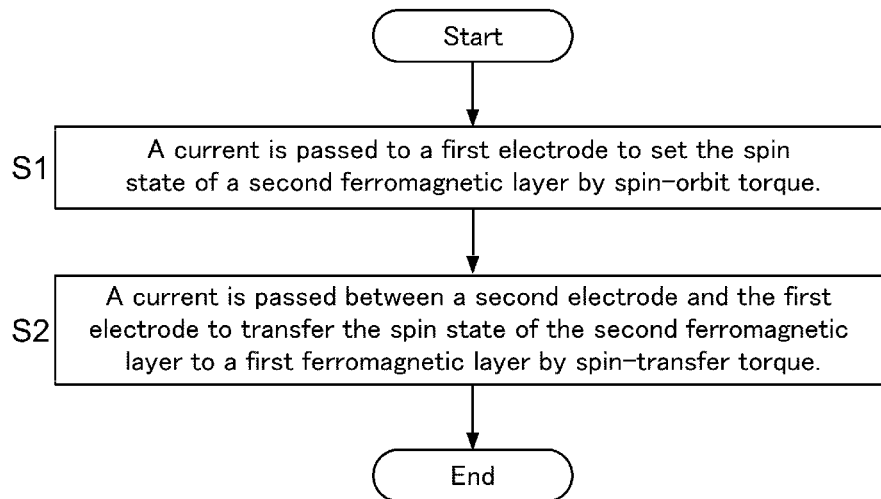 Start
S1
A current is passed to a first electrode to set the spin
state of a second ferromagnetic layer by spin-orbit torque.
S2
A current is passed between a second electrode and the first
electrode to transfer the spin state of the second ferromagnetic
layer to a first ferromagnetic layer by spin-transfer torque.
End